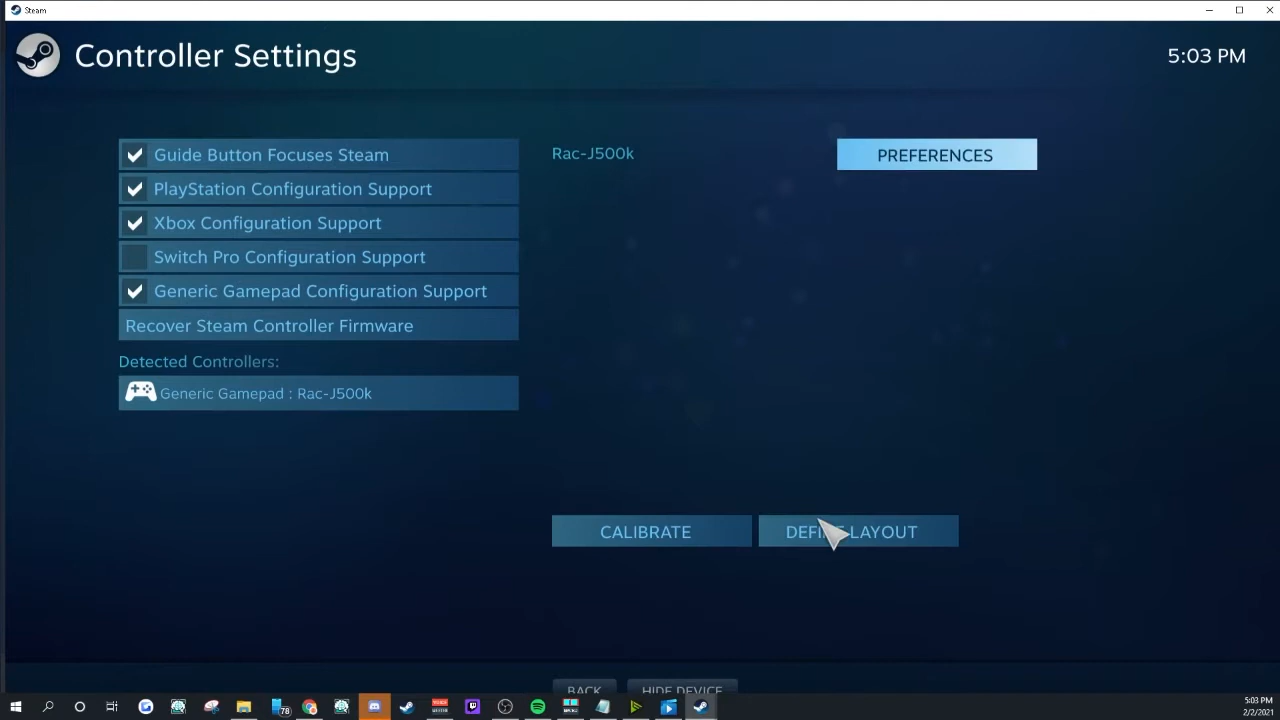 Steam
Controller Settings
5:03 PM
Guide Button Focuses Steam
PlayStation Configuration Support
Xbox Configuration Support
Switch Pro Configuration Support
Generic Gamepad Configuration Support
Recover Steam Controller Firmware
Detected Controllers:
Generic Gamepad : Rac-J500k
Rac-J500k
PREFERENCES
CALIBRATE
DEFINE LAYOUT
BACK
HIDE DEVICE
78
5:03 PM
2/2/2021